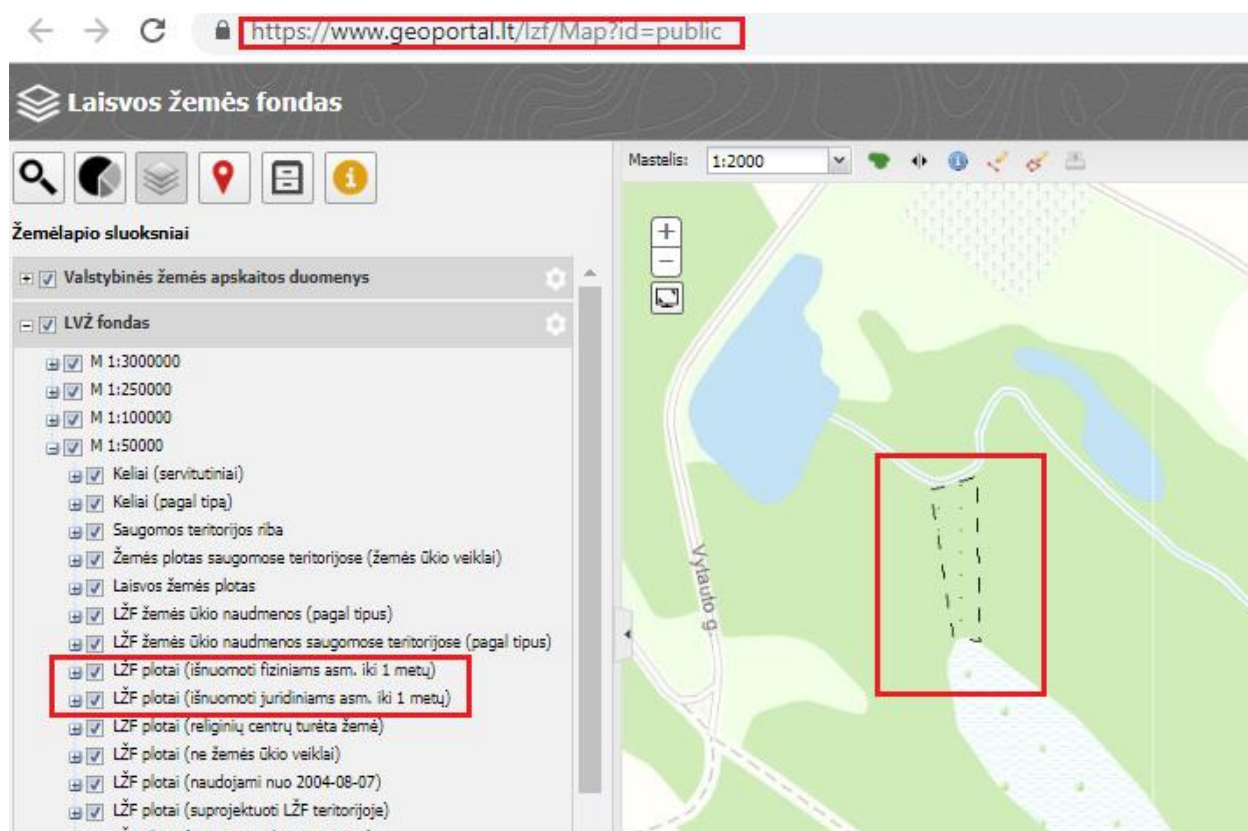 https://www.geoportal.lt/lzf/Map?id=public
Laisvos žemės fondas
Mastelis: 1:2000
Žemėlapio sluoksniai
Valstybinės žemės apskaitos duomenys
LVŽ fondas
M 1:3000000
M 1:250000
M 1:100000
M 1:50000
Keliai (servitutiniai)
Keliai (pagal tipą)
Saugomos teritorijos riba
Žemės plotas saugomose teritorijose (žemės ūkio veiklai)
Laisvos žemės plotas
LŽF žemės ūkio naudmenos (pagal tipus)
LŽF žemės ūkio naudmenos saugomose teritorijose (pagal tipus)
LŽF plotai (išnuomoti fiziniams asm. iki 1 metų)
LŽF plotai (išnuomoti juridiniams asm. iki 1 metų)
LŽF plotai (religinių centrų turėta žemė)
LŽF plotai (ne žemės ūkio veiklai)
LŽF plotai (naudojami nuo 2004-08-07)
LŽF plotai (suprojektuoti LŽF teritorijoje)
Vytauto g.